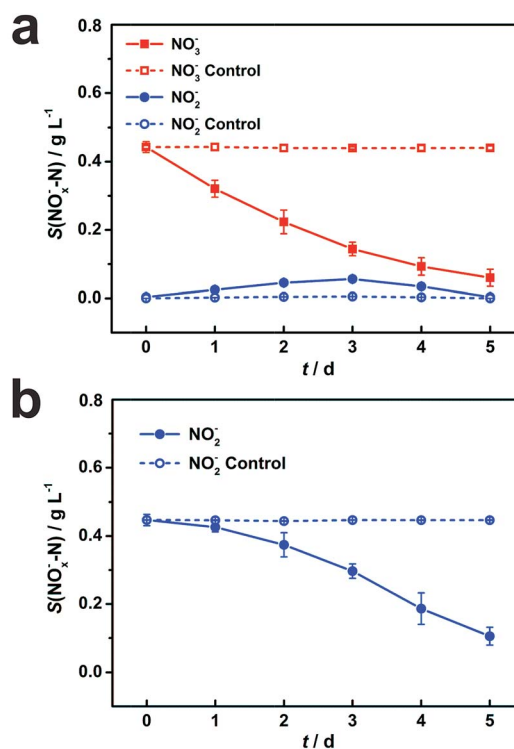 a
S(NOₓ⁻-N) / g L⁻¹
0.8
0.6
0.4
0.2
0.0
NO₃⁻
NO₃⁻ Control
NO₂⁻
NO₂⁻ Control
0 1 2 3 4 5
t / d
b
S(NOₓ⁻-N) / g L⁻¹
0.8
0.6
0.4
0.2
0.0
NO₂⁻
NO₂⁻ Control
0 1 2 3 4 5
t / d